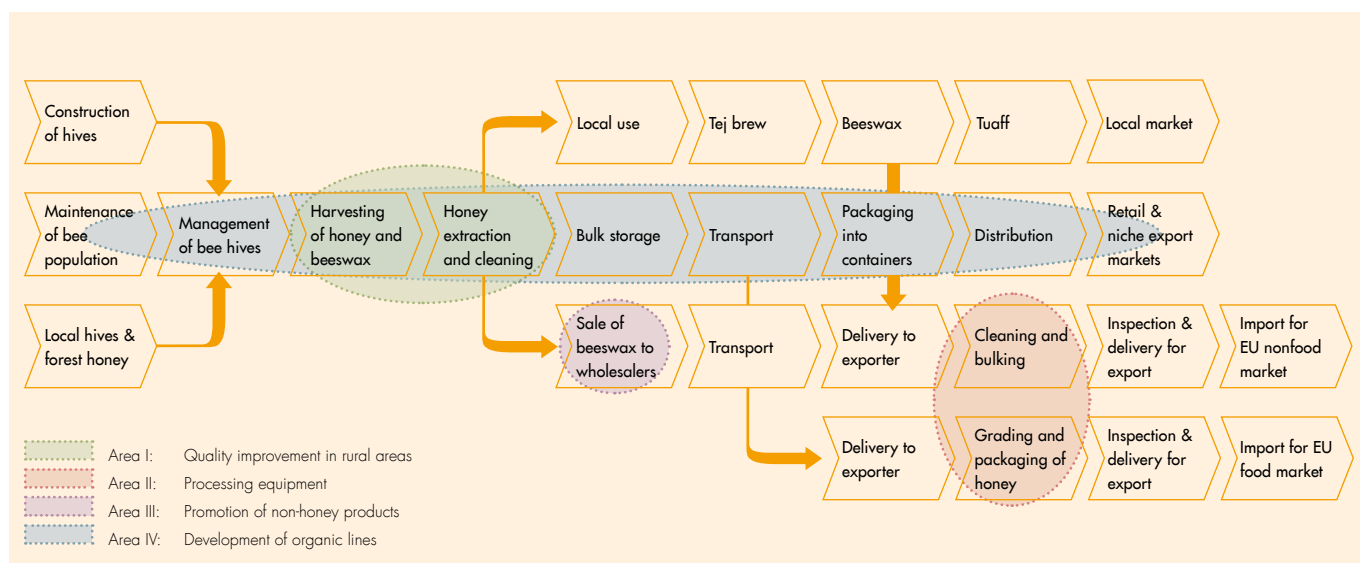 Construction
of hives
Local use
Tej brew
Beeswax
Tuaff
Local market
Maintenance
of bee
population
Management
of bee hives
Harvesting
of honey and
beeswax
Honey
extraction
and cleaning
Bulk storage
Transport
Packaging
into
containers
Distribution
Retail &
niche export
markets
Local hives &
forest honey
Sale of
beeswax to
wholesalers
Transport
Delivery to
exporter
Cleaning and
bulking
Inspection &
delivery for
export
Import for
EU nonfood
market
Delivery to
exporter
Grading and
packaging of
honey
Inspection &
delivery for
export
Import for EU
food market
Area I: Quality improvement in rural areas
Area II: Processing equipment
Area III: Promotion of non-honey products
Area IV: Development of organic lines